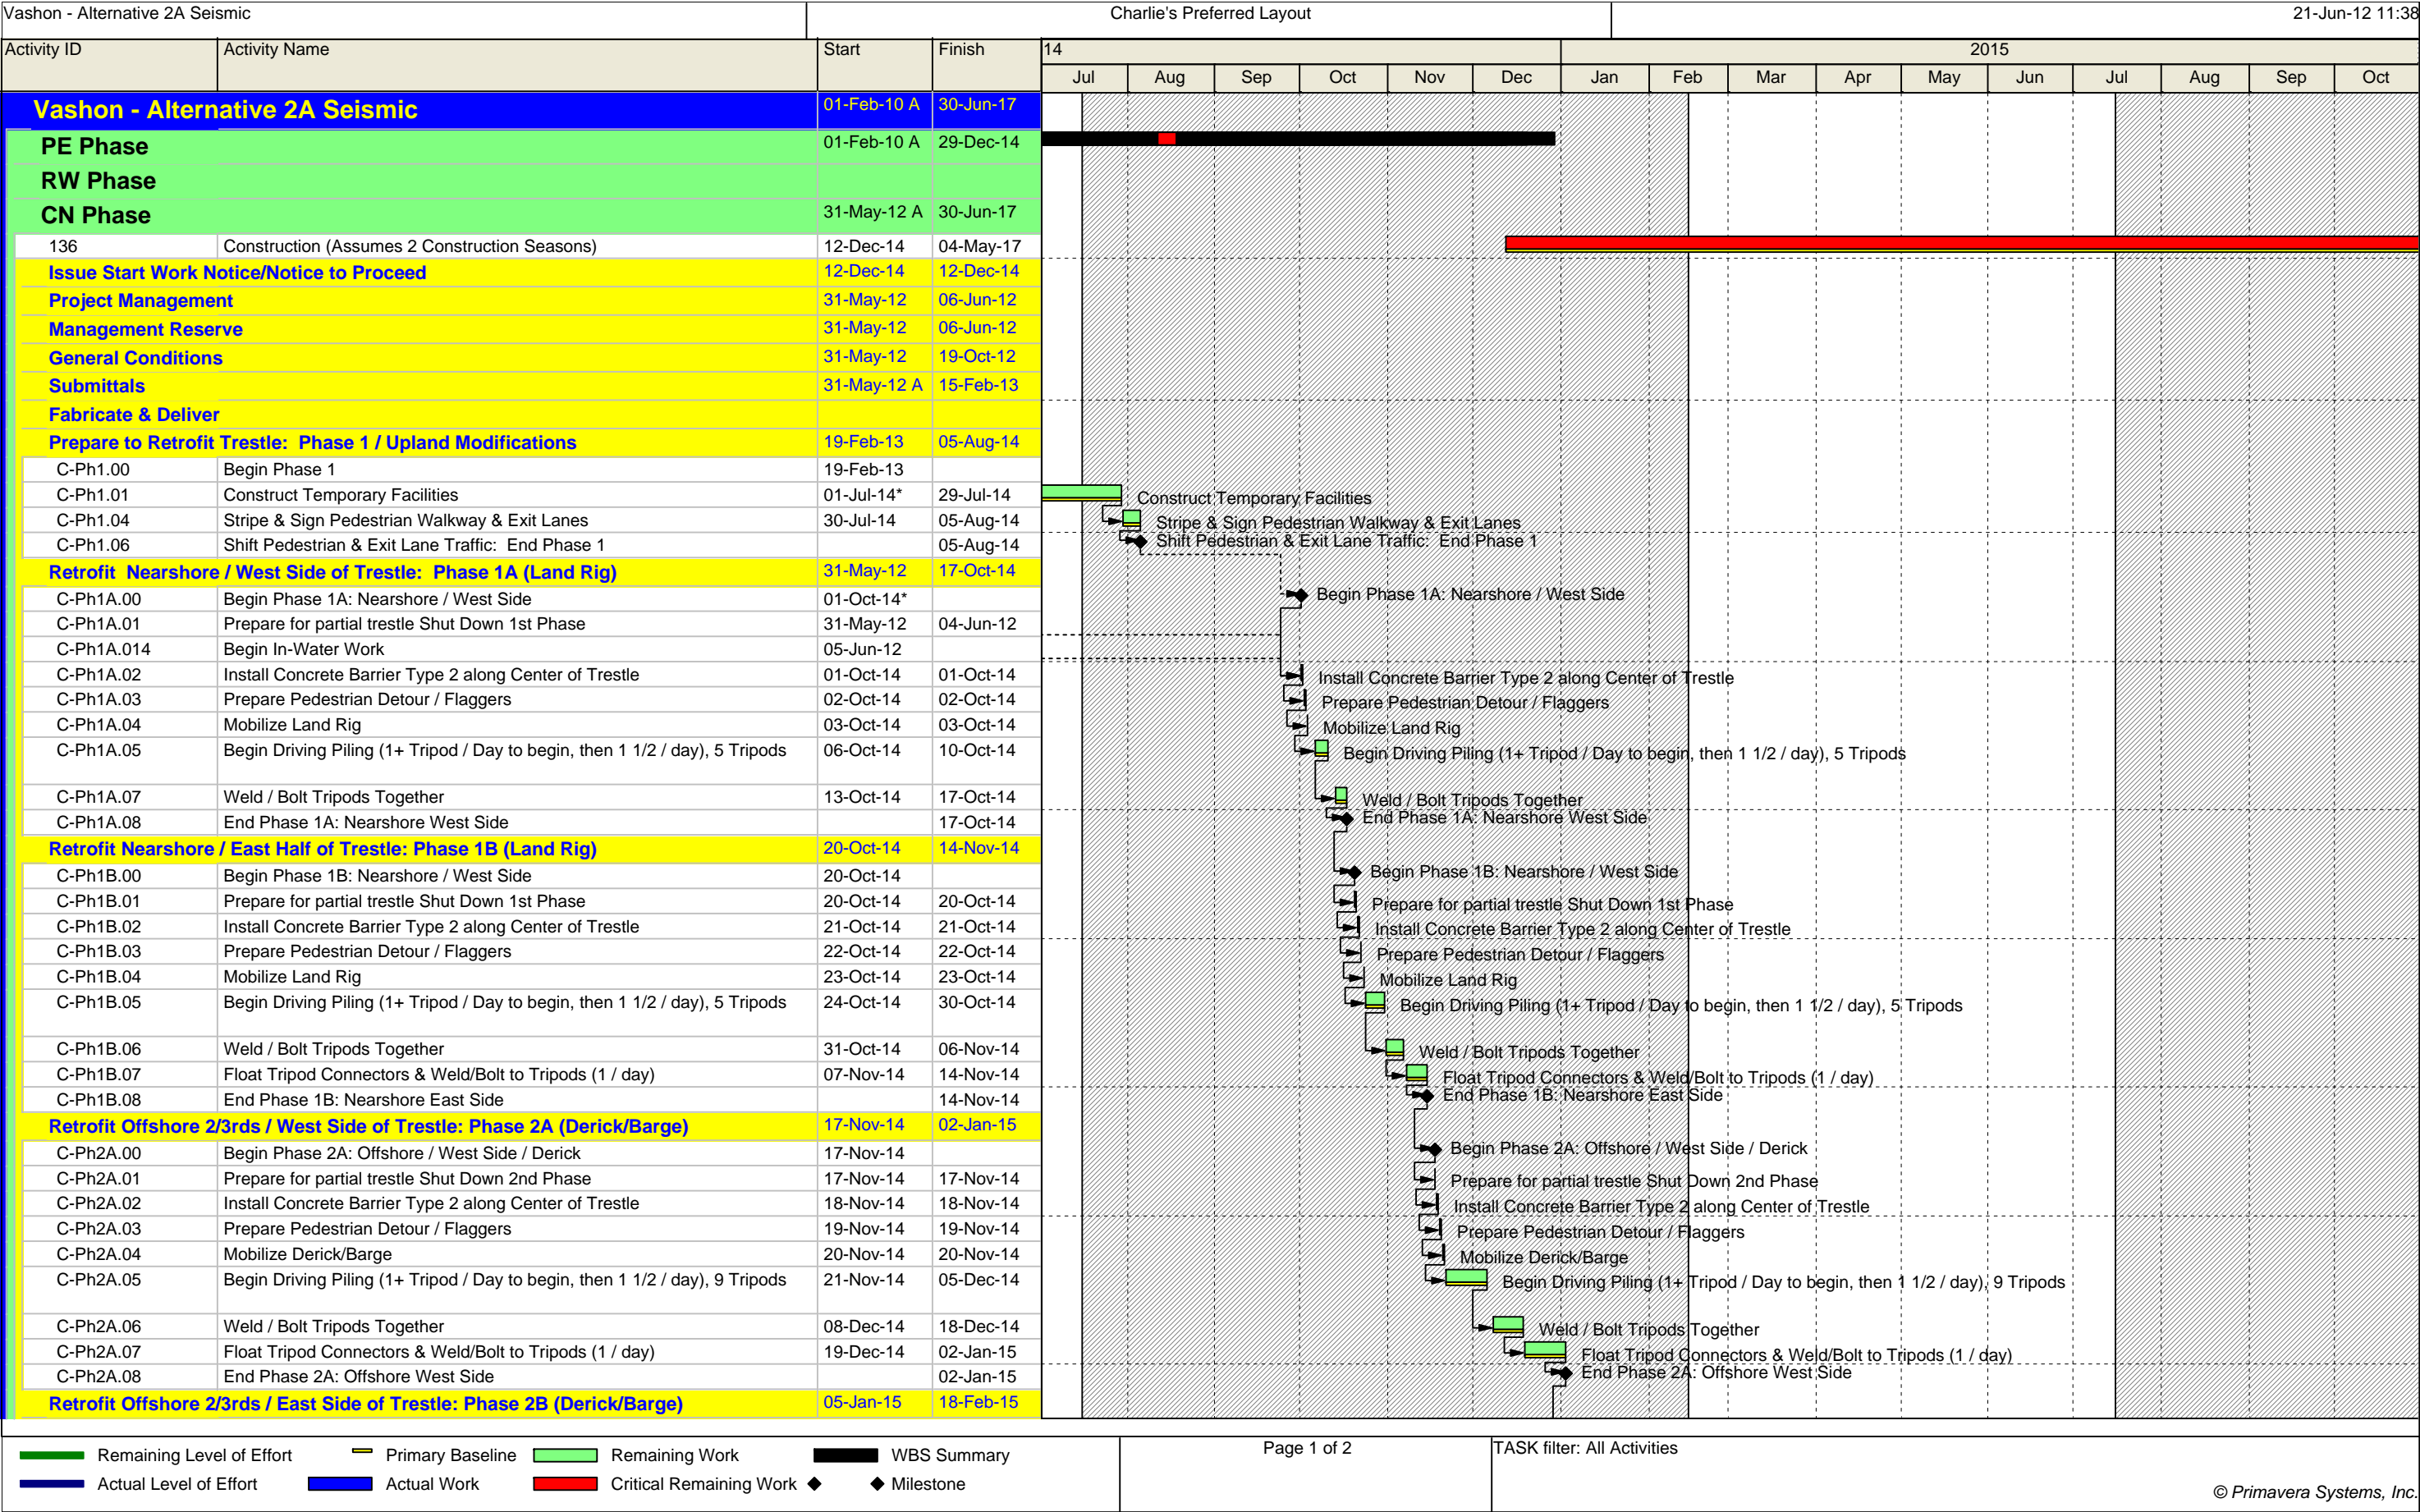 Vashon - Alternative 2A Seismic
Charlie's Preferred Layout
21-Jun-12 11:38
Activity ID Activity Name Start Finish 14 2015
Jul Aug Sep Oct Nov Dec Jan Feb Mar Apr May Jun Jul Aug Sep Oct
Vashon - Alternative 2A Seismic 01-Feb-10 A 30-Jun-17
PE Phase 01-Feb-10 A 29-Dec-14
RW Phase
CN Phase 31-May-12 A 30-Jun-17
136 Construction (Assumes 2 Construction Seasons) 12-Dec-14 04-May-17
Issue Start Work Notice/Notice to Proceed 12-Dec-14 12-Dec-14
Project Management 31-May-12 06-Jun-12
Management Reserve 31-May-12 06-Jun-12
General Conditions 31-May-12 19-Oct-12
Submittals 31-May-12 A 15-Feb-13
Fabricate & Deliver
Prepare to Retrofit Trestle: Phase 1 / Upland Modifications 19-Feb-13 05-Aug-14
C-Ph1.00 Begin Phase 1 19-Feb-13
C-Ph1.01 Construct Temporary Facilities 01-Jul-14* 29-Jul-14 Construct Temporary Facilities
C-Ph1.04 Stripe & Sign Pedestrian Walkway & Exit Lanes 30-Jul-14 05-Aug-14 Stripe & Sign Pedestrian Walkway & Exit Lanes
C-Ph1.06 Shift Pedestrian & Exit Lane Traffic: End Phase 1 05-Aug-14 Shift Pedestrian & Exit Lane Traffic: End Phase 1
Retrofit Nearshore / West Side of Trestle: Phase 1A (Land Rig) 31-May-12 17-Oct-14
C-Ph1A.00 Begin Phase 1A: Nearshore / West Side 01-Oct-14* Begin Phase 1A: Nearshore / West Side
C-Ph1A.01 Prepare for partial trestle Shut Down 1st Phase 31-May-12 04-Jun-12
C-Ph1A.014 Begin In-Water Work 05-Jun-12
C-Ph1A.02 Install Concrete Barrier Type 2 along Center of Trestle 01-Oct-14 01-Oct-14 Install Concrete Barrier Type 2 along Center of Trestle
C-Ph1A.03 Prepare Pedestrian Detour / Flaggers 02-Oct-14 02-Oct-14 Prepare Pedestrian Detour / Flaggers
C-Ph1A.04 Mobilize Land Rig 03-Oct-14 03-Oct-14 Mobilize Land Rig
C-Ph1A.05 Begin Driving Piling (1+ Tripod / Day to begin, then 1 1/2 / day), 5 Tripods 06-Oct-14 10-Oct-14 Begin Driving Piling (1+ Tripod / Day to begin, then 1 1/2 / day), 5 Tripods
C-Ph1A.07 Weld / Bolt Tripods Together 13-Oct-14 17-Oct-14 Weld / Bolt Tripods Together
C-Ph1A.08 End Phase 1A: Nearshore West Side 17-Oct-14 End Phase 1A: Nearshore West Side
Retrofit Nearshore / East Half of Trestle: Phase 1B (Land Rig) 20-Oct-14 14-Nov-14
C-Ph1B.00 Begin Phase 1B: Nearshore / West Side 20-Oct-14 Begin Phase 1B: Nearshore / West Side
C-Ph1B.01 Prepare for partial trestle Shut Down 1st Phase 20-Oct-14 20-Oct-14 Prepare for partial trestle Shut Down 1st Phase
C-Ph1B.02 Install Concrete Barrier Type 2 along Center of Trestle 21-Oct-14 21-Oct-14 Install Concrete Barrier Type 2 along Center of Trestle
C-Ph1B.03 Prepare Pedestrian Detour / Flaggers 22-Oct-14 22-Oct-14 Prepare Pedestrian Detour / Flaggers
C-Ph1B.04 Mobilize Land Rig 23-Oct-14 23-Oct-14 Mobilize Land Rig
C-Ph1B.05 Begin Driving Piling (1+ Tripod / Day to begin, then 1 1/2 / day), 5 Tripods 24-Oct-14 30-Oct-14 Begin Driving Piling (1+ Tripod / Day to begin, then 1 1/2 / day), 5 Tripods
C-Ph1B.06 Weld / Bolt Tripods Together 31-Oct-14 06-Nov-14 Weld / Bolt Tripods Together
C-Ph1B.07 Float Tripod Connectors & Weld/Bolt to Tripods (1 / day) 07-Nov-14 14-Nov-14 Float Tripod Connectors & Weld/Bolt to Tripods (1 / day)
C-Ph1B.08 End Phase 1B: Nearshore East Side 14-Nov-14 End Phase 1B: Nearshore East Side
Retrofit Offshore 2/3rds / West Side of Trestle: Phase 2A (Derick/Barge) 17-Nov-14 02-Jan-15
C-Ph2A.00 Begin Phase 2A: Offshore / West Side / Derick 17-Nov-14 Begin Phase 2A: Offshore / West Side / Derick
C-Ph2A.01 Prepare for partial trestle Shut Down 2nd Phase 17-Nov-14 17-Nov-14 Prepare for partial trestle Shut Down 2nd Phase
C-Ph2A.02 Install Concrete Barrier Type 2 along Center of Trestle 18-Nov-14 18-Nov-14 Install Concrete Barrier Type 2 along Center of Trestle
C-Ph2A.03 Prepare Pedestrian Detour / Flaggers 19-Nov-14 19-Nov-14 Prepare Pedestrian Detour / Flaggers
C-Ph2A.04 Mobilize Derick/Barge 20-Nov-14 20-Nov-14 Mobilize Derick/Barge
C-Ph2A.05 Begin Driving Piling (1+ Tripod / Day to begin, then 1 1/2 / day), 9 Tripods 21-Nov-14 05-Dec-14 Begin Driving Piling (1+ Tripod / Day to begin, then 1 1/2 / day), 9 Tripods
C-Ph2A.06 Weld / Bolt Tripods Together 08-Dec-14 18-Dec-14 Weld / Bolt Tripods Together
C-Ph2A.07 Float Tripod Connectors & Weld/Bolt to Tripods (1 / day) 19-Dec-14 02-Jan-15 Float Tripod Connectors & Weld/Bolt to Tripods (1 / day)
C-Ph2A.08 End Phase 2A: Offshore West Side 02-Jan-15 End Phase 2A: Offshore West Side
Retrofit Offshore 2/3rds / East Side of Trestle: Phase 2B (Derick/Barge) 05-Jan-15 18-Feb-15
Remaining Level of Effort Primary Baseline Remaining Work WBS Summary
Actual Level of Effort Actual Work Critical Remaining Work Milestone
Page 1 of 2
TASK filter: All Activities
© Primavera Systems, Inc.